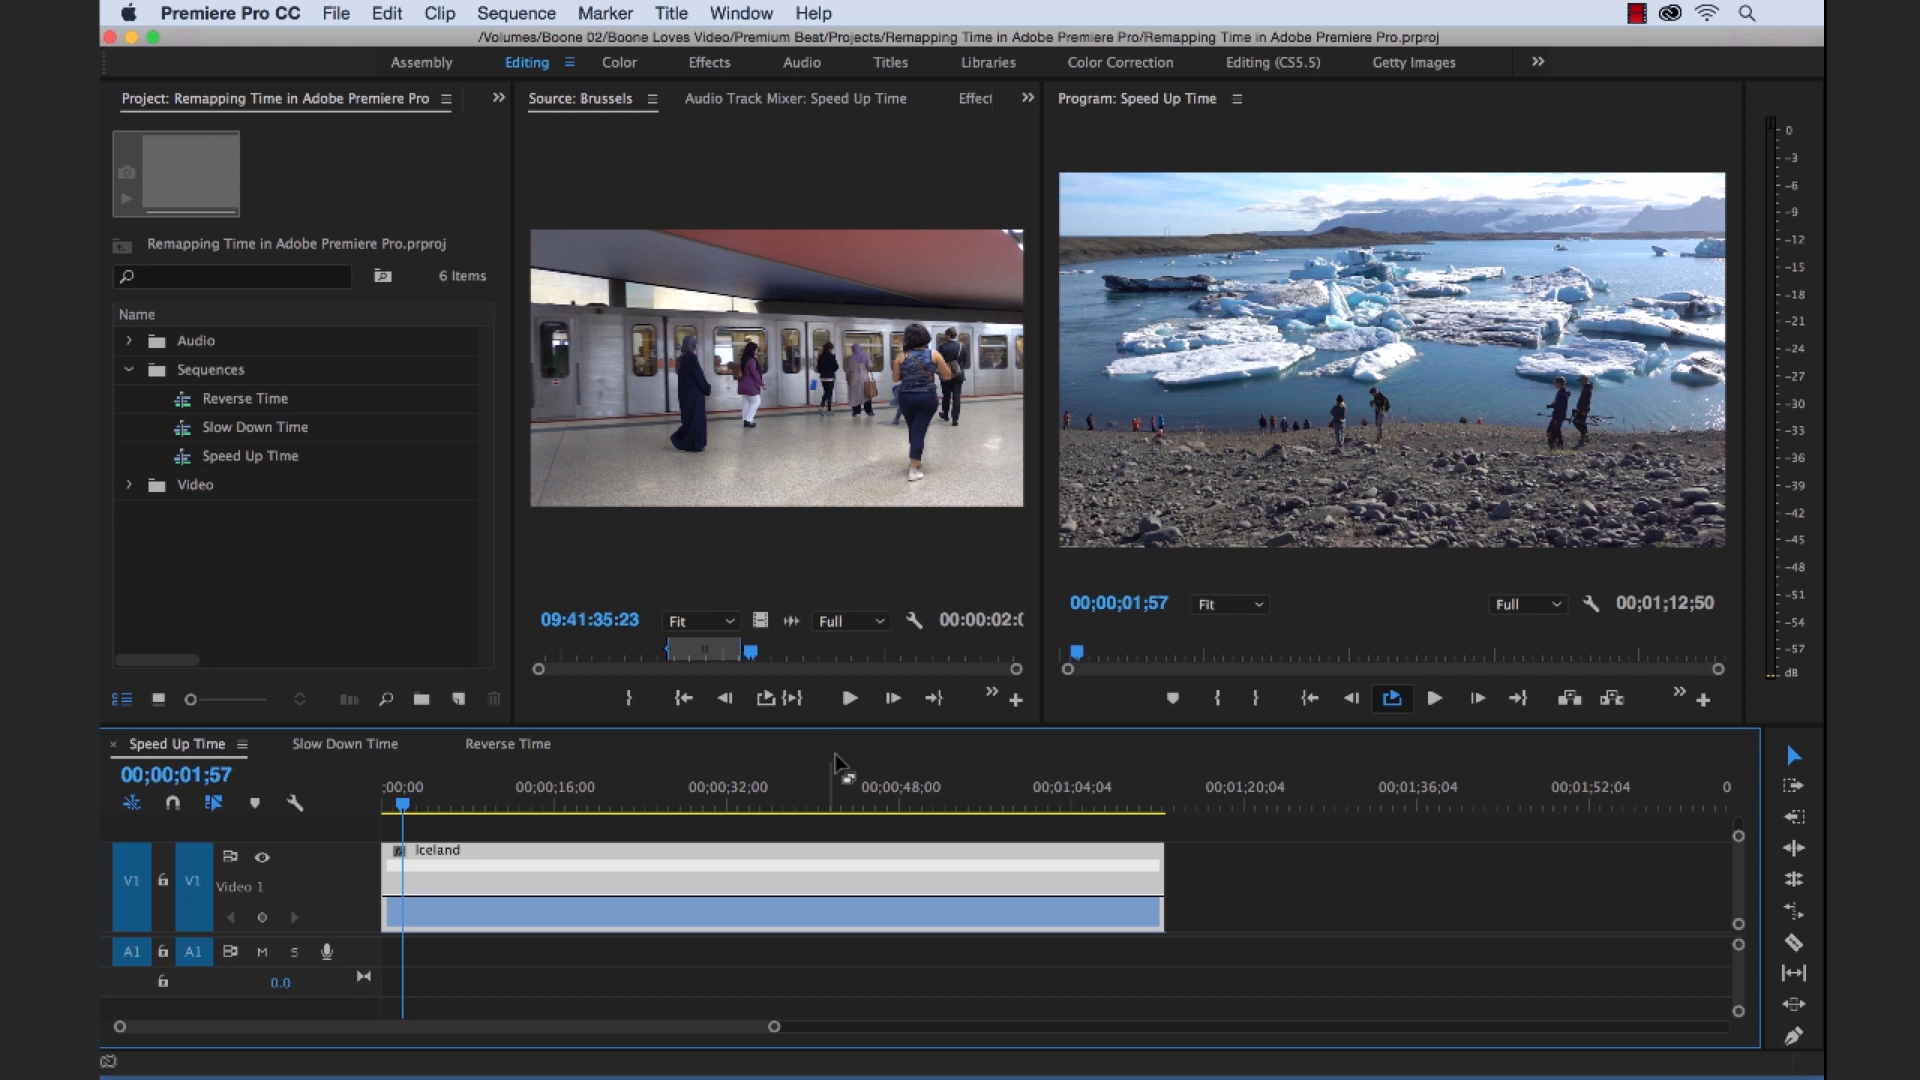 Premiere Pro CC File Edit Clip Sequence Marker Title Window Help
/Volumes/Boone 02/Boone Loves Video/Premium Beat/Projects/Remapping Time in Adobe Premiere Pro/Remapping Time in Adobe Premiere Pro.prproj
Assembly Editing Color Effects Audio Titles Libraries Color Correction Editing (CS5.5) Getty Images
Project: Remapping Time in Adobe Premiere Pro
Source: Brussels Audio Track Mixer: Speed Up Time Effect
Program: Speed Up Time
Remapping Time in Adobe Premiere Pro.prproj
6 Items
Name
Audio
Sequences
Reverse Time
Slow Down Time
Speed Up Time
Video
09:41:35:23 Fit Full 00:00:02:0
00;00;01;57 Fit Full 00;01;12;50
0
-3
-6
-9
-12
-15
-18
-21
-24
-27
-30
-33
-36
-39
-42
-45
-48
-51
-54
-57
dB
Speed Up Time Slow Down Time Reverse Time
00;00;01;57
;00;00 00;00;16;00 00;00;32;00 00;00;48;00 00;01;04;04 00;01;20;04 00;01;36;04 00;01;52;04 0
Iceland
V1 V1 Video 1
A1 A1 M S
0.0